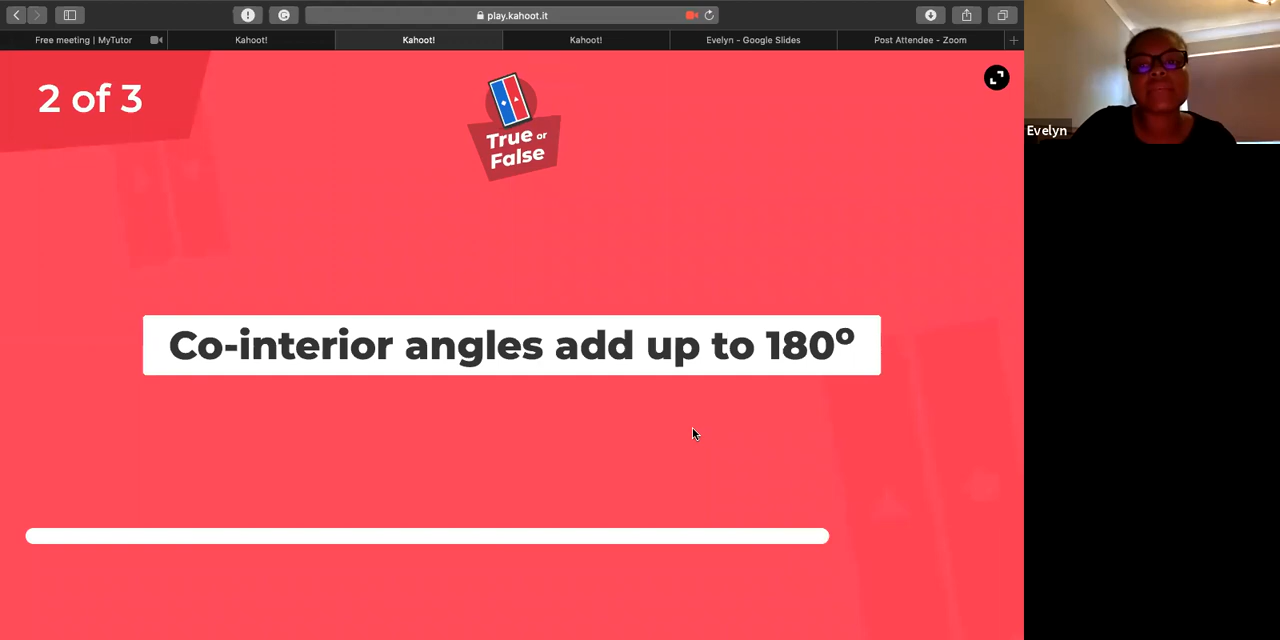 play.kahoot.it
Free meeting | MyTutor
Kahoot!
Kahoot!
Kahoot!
Evelyn - Google Slides
Post Attendee - Zoom
2 of 3
True or
False
Co-interior angles add up to 180º
Evelyn